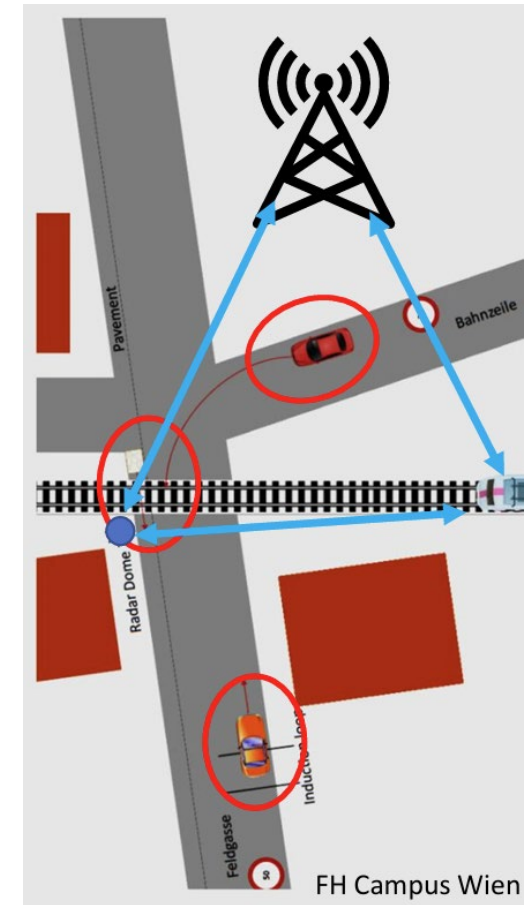 Pavement
Bahnzeile
Radar Dome
Induction loop
Feldgasse
50
FH Campus Wien